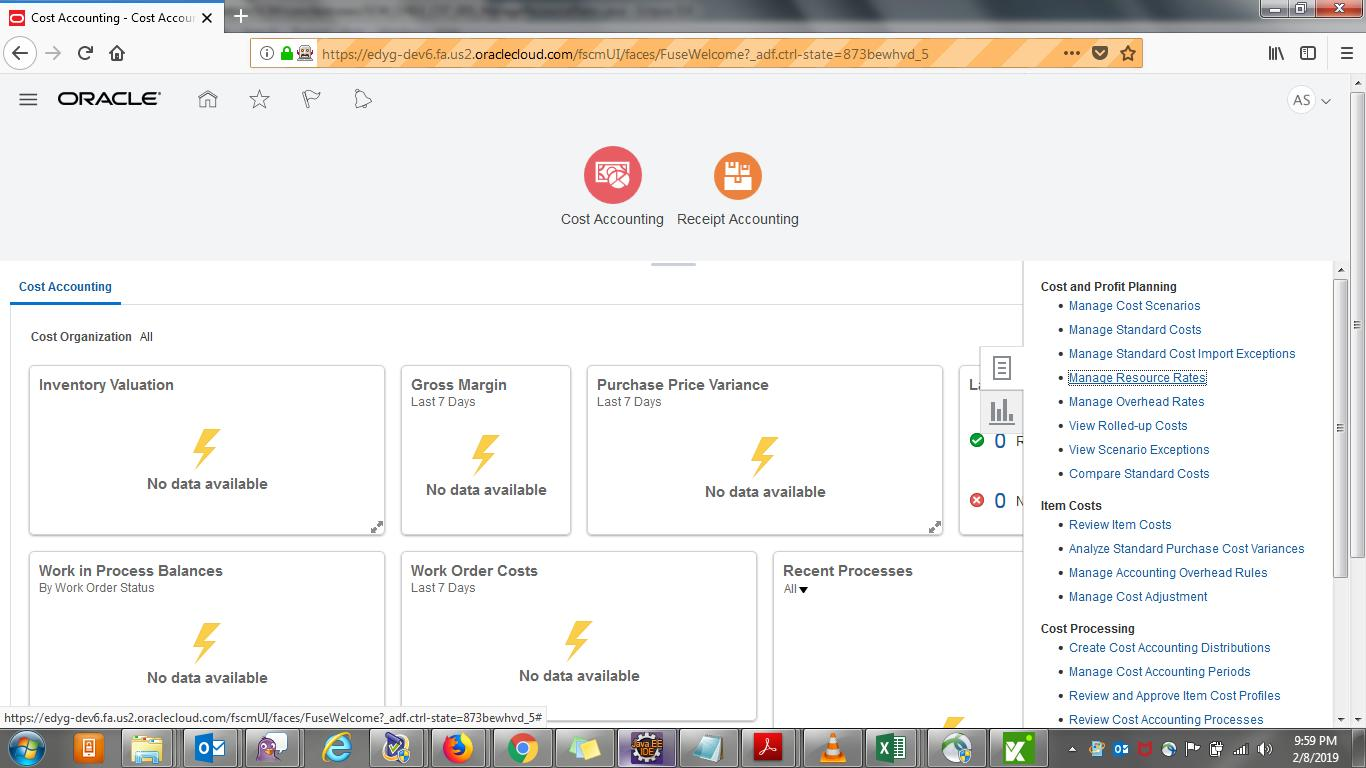 Cost Accounting - Cost Accou
https://edyg-dev6.fa.us2.oraclecloud.com/fscmUI/faces/FuseWelcome?_adf.ctrl-state=873bewhvd_5
ORACLE
AS
Cost Accounting
Receipt Accounting
Cost Accounting
Cost Organization All
Inventory Valuation
No data available
Gross Margin
Last 7 Days
No data available
Purchase Price Variance
Last 7 Days
No data available
0
0
Work in Process Balances
By Work Order Status
No data available
Work Order Costs
Last 7 Days
No data available
Recent Processes
All
Cost and Profit Planning
Manage Cost Scenarios
Manage Standard Costs
Manage Standard Cost Import Exceptions
Manage Resource Rates
Manage Overhead Rates
View Rolled-up Costs
View Scenario Exceptions
Compare Standard Costs
Item Costs
Review Item Costs
Analyze Standard Purchase Cost Variances
Manage Accounting Overhead Rules
Manage Cost Adjustment
Cost Processing
Create Cost Accounting Distributions
Manage Cost Accounting Periods
Review and Approve Item Cost Profiles
Review Cost Accounting Processes
https://edyg-dev6.fa.us2.oraclecloud.com/fscmUI/faces/FuseWelcome?_adf.ctrl-state=873bewhvd_5#
Java EE
IDE
9:59 PM
2/8/2019